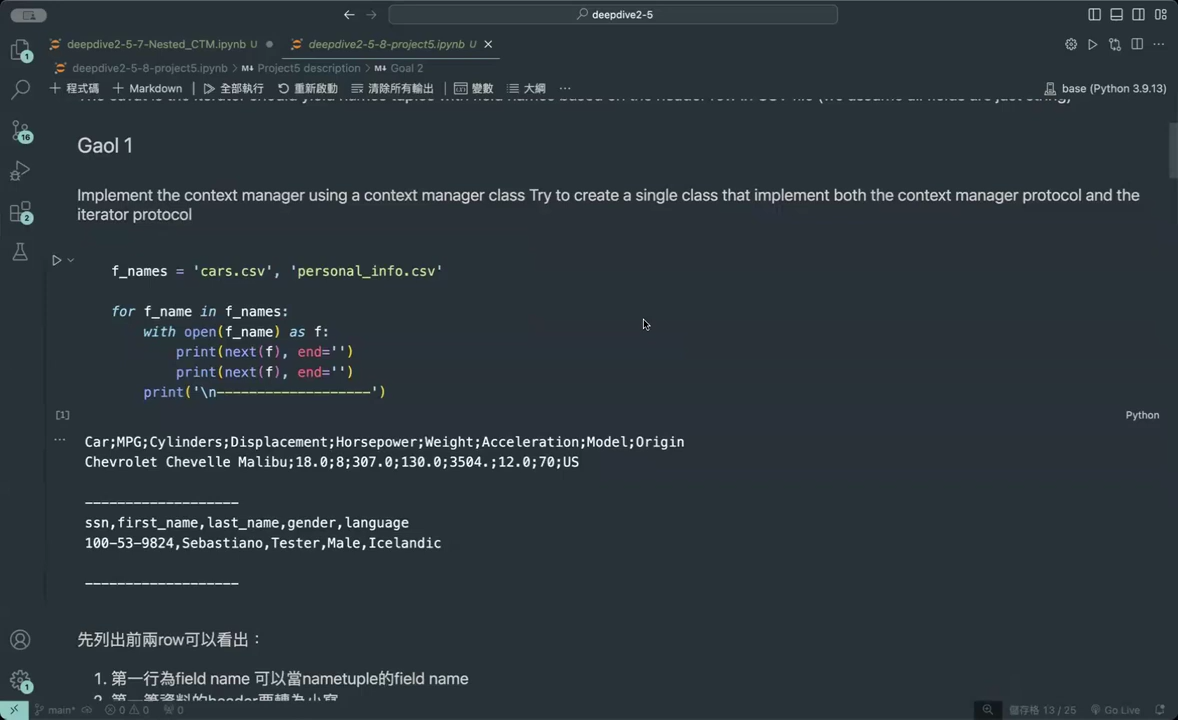 deepdive2-5
deepdive2-5-7-Nested_CTM.ipynb U
deepdive2-5-8-project5.ipynb U
deepdive2-5-8-project5.ipynb > Project5 description > Goal 2
程式碼 Markdown 全部執行 重新啟動 清除所有輸出 變數 大綱 ... base (Python 3.9.13)
Gaol 1
Implement the context manager using a context manager class Try to create a single class that implement both the context manager protocol and the
iterator protocol
f_names = 'cars.csv', 'personal_info.csv'
for f_name in f_names:
with open(f_name) as f:
print(next(f), end='')
print(next(f), end='')
print('\n-------------------')
[1]
Python
Car;MPG;Cylinders;Displacement;Horsepower;Weight;Acceleration;Model;Origin
Chevrolet Chevelle Malibu;18.0;8;307.0;130.0;3504.;12.0;70;US
-------------------
ssn,first_name,last_name,gender,language
100-53-9824,Sebastiano,Tester,Male,Icelandic
-------------------
先列出前兩row可以看出：
1. 第一行為field name 可以當nametuple的field name
main* 0 0 0 儲存格 13 / 25 Go Live
1
16
2
1